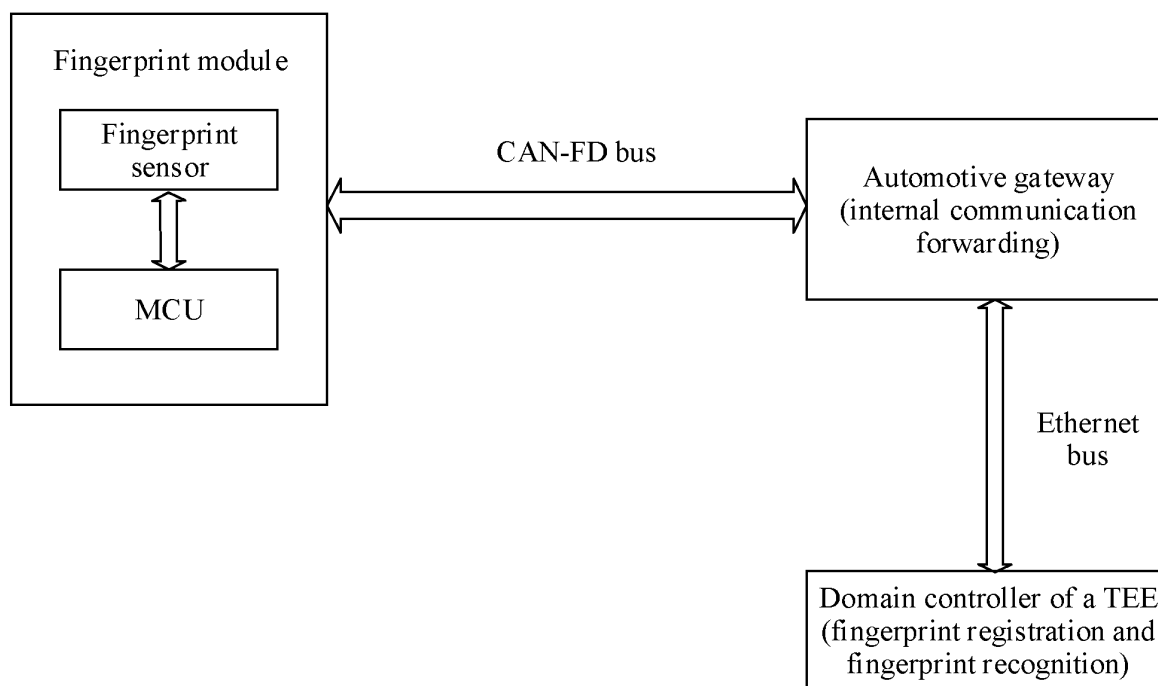 Fingerprint module
Fingerprint
sensor
MCU
CAN-FD bus
Automotive gateway
(internal communication
forwarding)
Ethernet
bus
Domain controller of a TEE
(fingerprint registration and
fingerprint recognition)